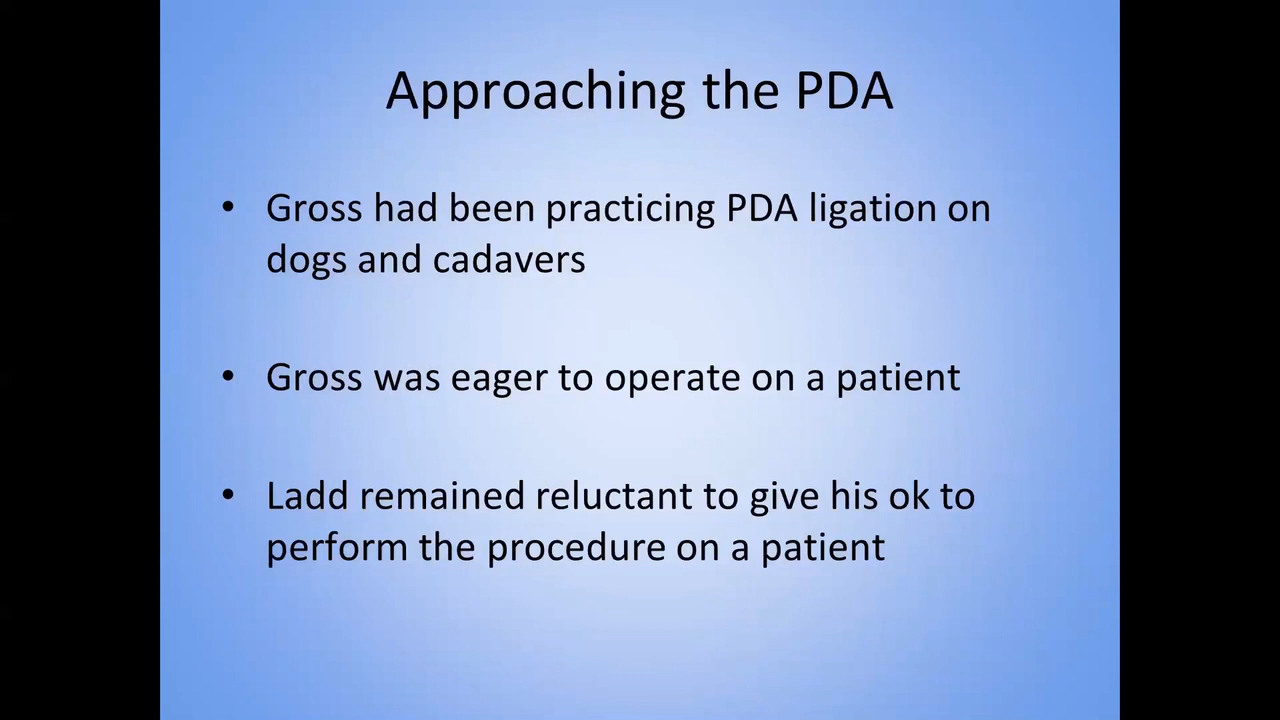 Approaching the PDA
• Gross had been practicing PDA ligation on
dogs and cadavers
• Gross was eager to operate on a patient
• Ladd remained reluctant to give his ok to
perform the procedure on a patient